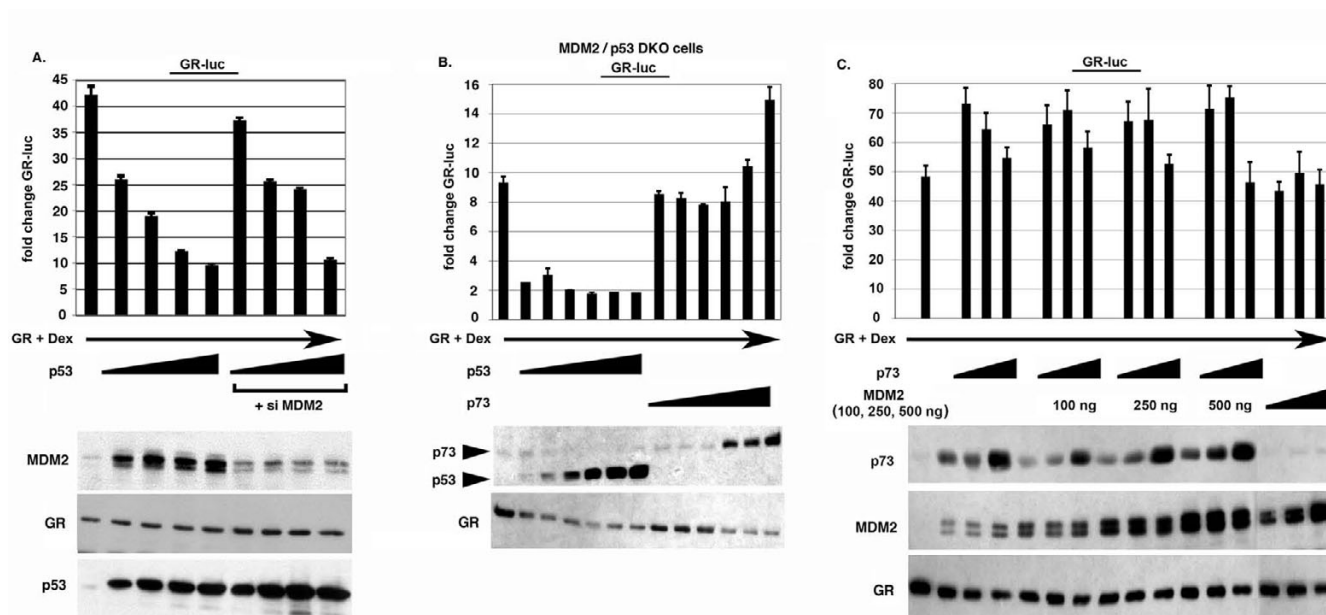 A.
GR-luc
fold change GR-luc
45
40
35
30
25
20
15
10
5
0
GR + Dex
p53
+ si MDM2
MDM2
GR
p53
B.
MDM2 / p53 DKO cells
GR-luc
fold change GR-luc
16
14
12
10
8
6
4
2
0
GR + Dex
p53
p73
p73
p53
GR
C.
GR-luc
fold change GR-luc
80
70
60
50
40
30
20
10
0
GR + Dex
p73
MDM2
(100, 250, 500 ng)
100 ng 250 ng 500 ng
p73
MDM2
GR